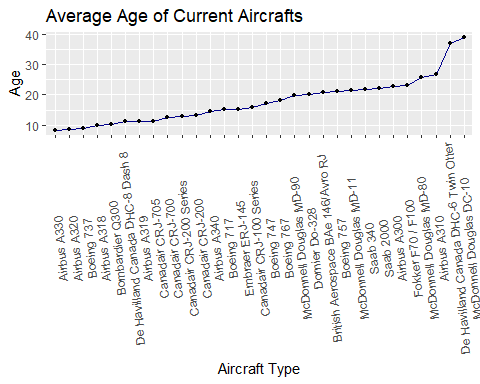 Average Age of Current Aircrafts
Age
40
30
20
10
Airbus A330
Airbus A320
Boeing 737
Airbus A318
Bombardier Q300
De Havilland Canada DHC-8 Dash 8
Airbus A319
Canadair CRJ-705
Canadair CRJ-700
Canadair CRJ-200 Series
Canadair CRJ-200
Airbus A340
Boeing 717
Embraer ERJ-145
Canadair CRJ-100 Series
Boeing 747
Boeing 767
McDonnell Douglas MD-90
Dornier Do-328
British Aerospace BAe 146/Avro RJ
Boeing 757
McDonnell Douglas MD-11
Saab 340
Saab 2000
Airbus A300
Fokker F70 / F100
McDonnell Douglas MD-80
Airbus A310
De Havilland Canada DHC-6 Twin Otter
McDonnell Douglas DC-10
Aircraft Type